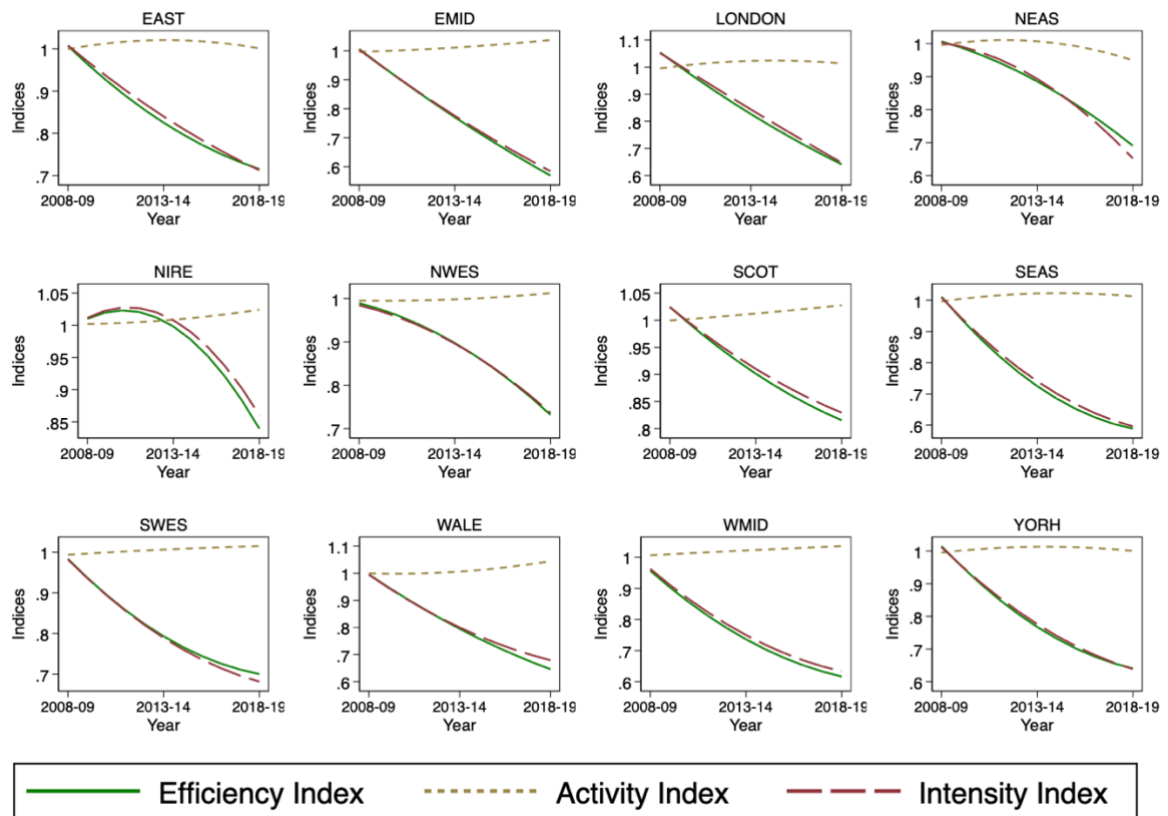 EAST
EMID
LONDON
NEAS
Indices
1
.9
.8
.7
2008-09 2013-14 2018-19
Year
Indices
1
.9
.8
.7
.6
2008-09 2013-14 2018-19
Year
Indices
1.1
1
.9
.8
.7
.6
2008-09 2013-14 2018-19
Year
Indices
1
.9
.8
.7
.6
2008-09 2013-14 2018-19
Year
NIRE
NWES
SCOT
SEAS
Indices
1.05
1
.95
.9
.85
2008-09 2013-14 2018-19
Year
Indices
1
.9
.8
.7
2008-09 2013-14 2018-19
Year
Indices
1.05
1
.95
.9
.85
.8
2008-09 2013-14 2018-19
Year
Indices
1
.9
.8
.7
.6
2008-09 2013-14 2018-19
Year
SWES
WALE
WMID
YORH
Indices
1
.9
.8
.7
2008-09 2013-14 2018-19
Year
Indices
1.1
1
.9
.8
.7
.6
2008-09 2013-14 2018-19
Year
Indices
1
.9
.8
.7
.6
2008-09 2013-14 2018-19
Year
Indices
1
.9
.8
.7
.6
2008-09 2013-14 2018-19
Year
Efficiency Index Activity Index Intensity Index